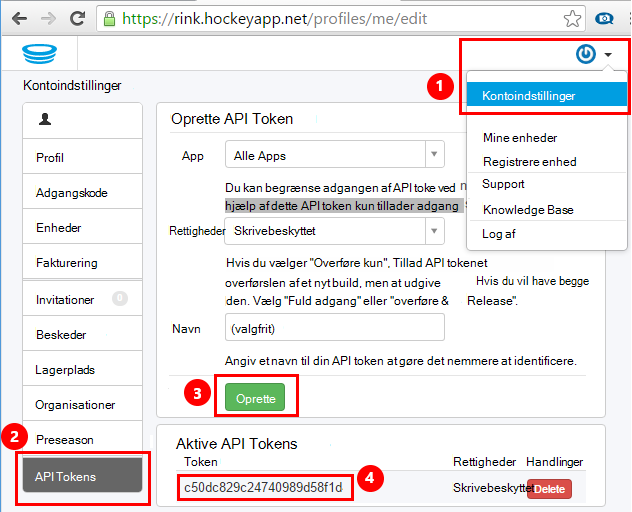 https://rink.hockeyapp.net/profiles/me/edit
1
Kontoindstillinger
Mine enheder
Registrere enhed
Support
Knowledge Base
Log af
Kontoindstillinger
Profil
Adgangskode
Enheder
Fakturering
Invitationer 0
Beskeder
Lagerplads
Organisationer
Preseason
2
API Tokens
Oprette API Token
App Alle Apps
Du kan begrænse adgangen af API toke ved
hjælp af dette API token kun tillader adgang
Rettigheder Skrivebeskyttet
Hvis du vælger "Overføre kun", Tillad API tokenet
overførslen af et nyt build, men at udgive Hvis du vil have begge
den. Vælg "Fuld adgang" eller "overføre & Release".
Navn (valgfrit)
Angiv et navn til din API token at gøre det nemmere at identificere.
3
Oprette
Aktive API Tokens
Token Rettigheder Handlinger
c50dc829c24740989d58f1d 4 Skrivebeskyttet Delete